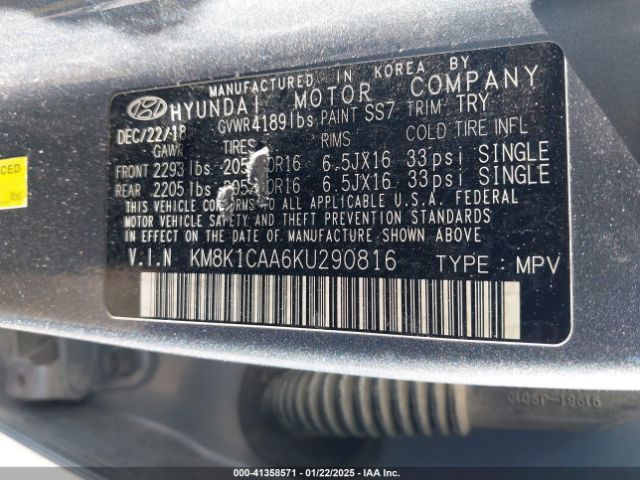 MANUFACTURED IN KOREA BY
HYUNDAI MOTOR COMPANY
DEC/22/18 GVWR 4189lbs PAINT SS7 TRIM TRY
GAWR TIRES RIMS COLD TIRE INFL
FRONT 2293 lbs 6.5JX16 33psi SINGLE
REAR 2205 lbs 6.5JX16 33psi SINGLE
THIS VEHICLE CONFORMS TO ALL APPLICABLE U.S.A. FEDERAL
MOTOR VEHICLE SAFETY AND THEFT PREVENTION STANDARDS
IN EFFECT ON THE DATE OF MANUFACTURE SHOWN ABOVE.
V.I.N KM8K1CAA6KU290816 TYPE : MPV
CED
lbs
000-41358571 | 01/22/2025 | IAA Inc.